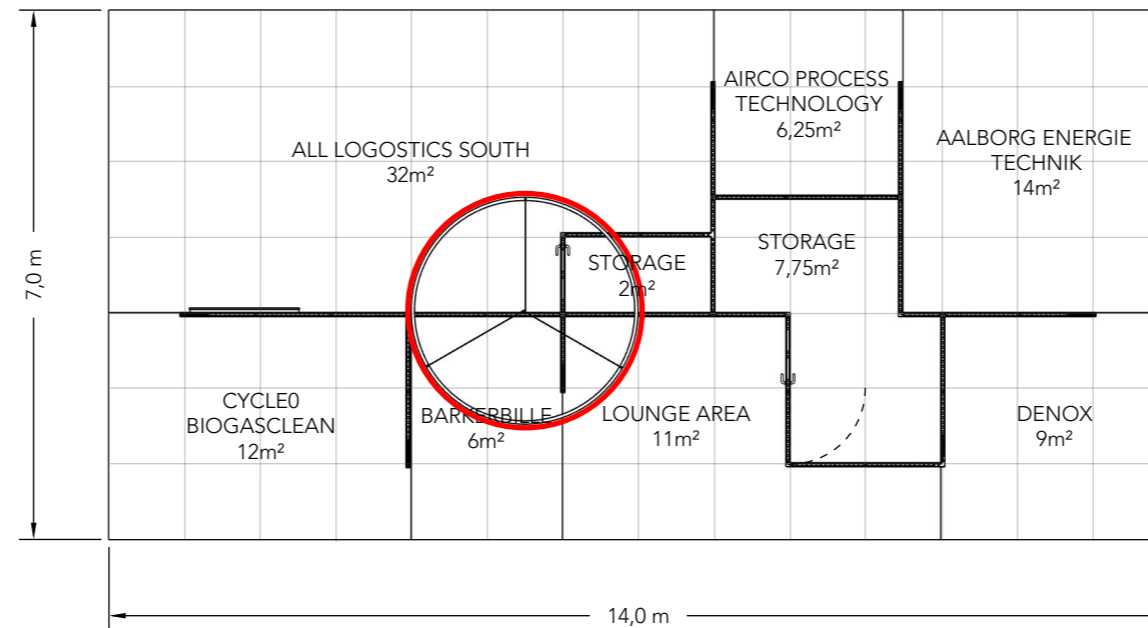 AIRCO PROCESS
TECHNOLOGY
6,25m²
ALL LOGOSTICS SOUTH
32m²
AALBORG ENERGIE
TECHNIK
14m²
STORAGE
7,75m²
STORAGE
2m²
7,0 m
CYCLE0
BIOGASCLEAN
12m²
BARKERBILLE
6m²
LOUNGE AREA
11m²
DENOX
9m²
14,0 m